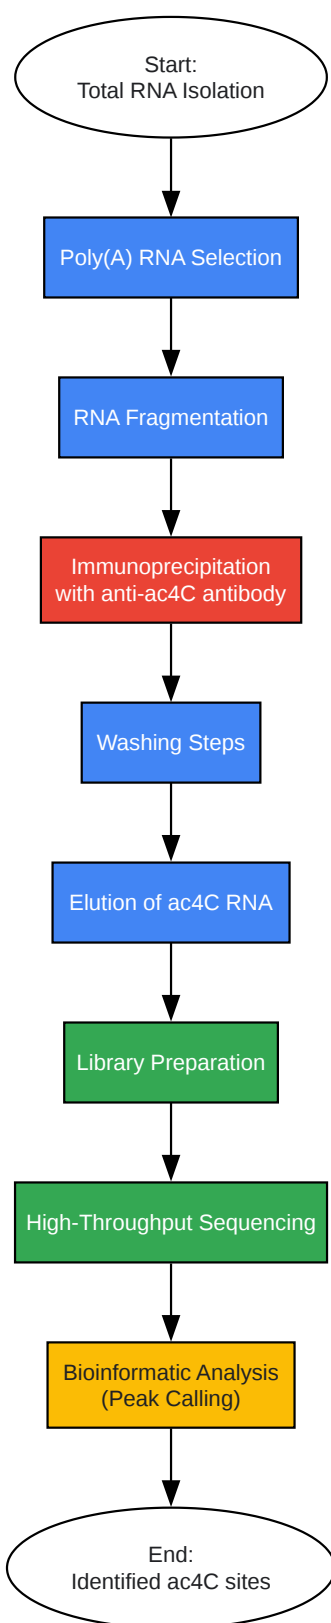 Start:
Total RNA Isolation
Poly(A) RNA Selection
RNA Fragmentation
Immunoprecipitation
with anti-ac4C antibody
Washing Steps
Elution of ac4C RNA
Library Preparation
High-Throughput Sequencing
Bioinformatic Analysis
(Peak Calling)
End:
Identified ac4C sites